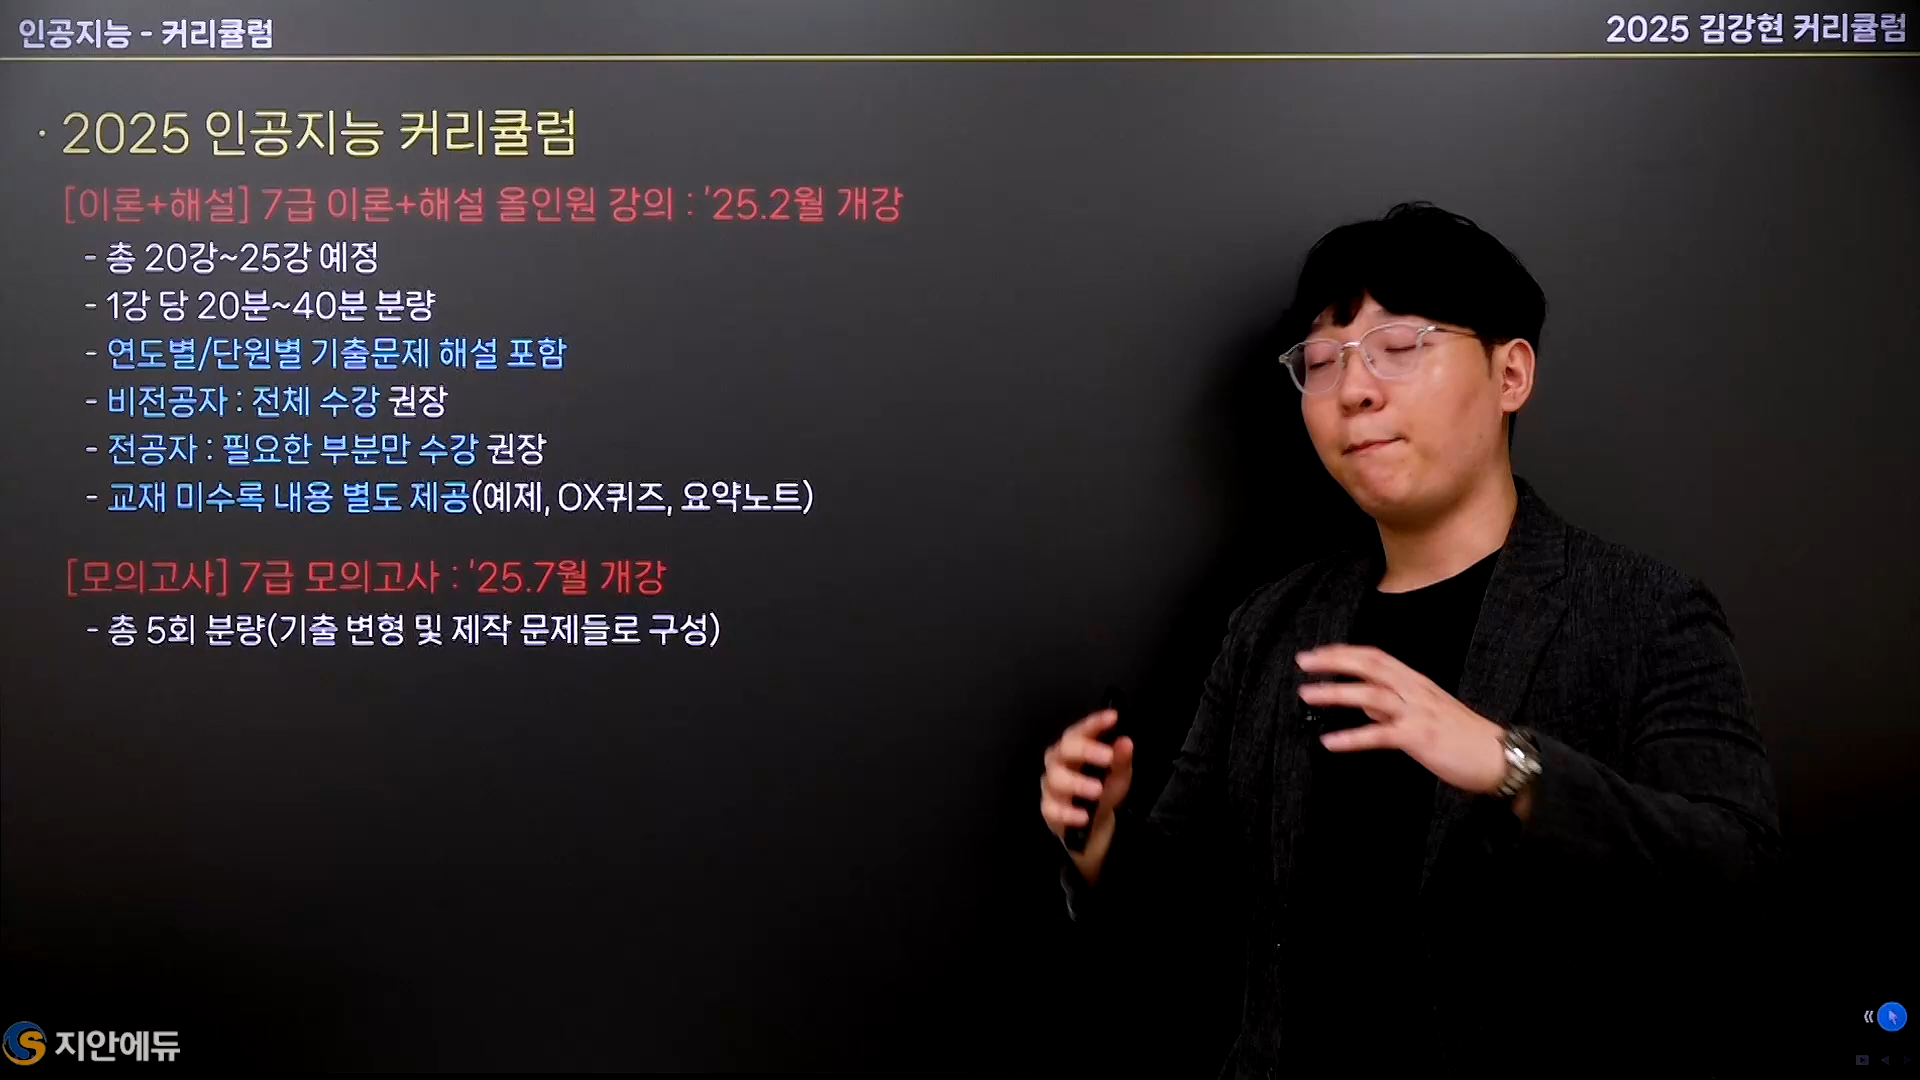 인공지능 - 커리큘럼
2025 김강현 커리큘럼
· 2025 인공지능 커리큘럼
[이론+해설] 7급 이론+해설 올인원 강의 : '25.2월 개강
- 총 20강~25강 예정
- 1강 당 20분~40분 분량
- 연도별/단원별 기출문제 해설 포함
- 비전공자 : 전체 수강 권장
- 전공자 : 필요한 부분만 수강 권장
- 교재 미수록 내용 별도 제공(예제, OX퀴즈, 요약노트)
[모의고사] 7급 모의고사 : '25.7월 개강
- 총 5회 분량(기출 변형 및 제작 문제들로 구성)
지안에듀